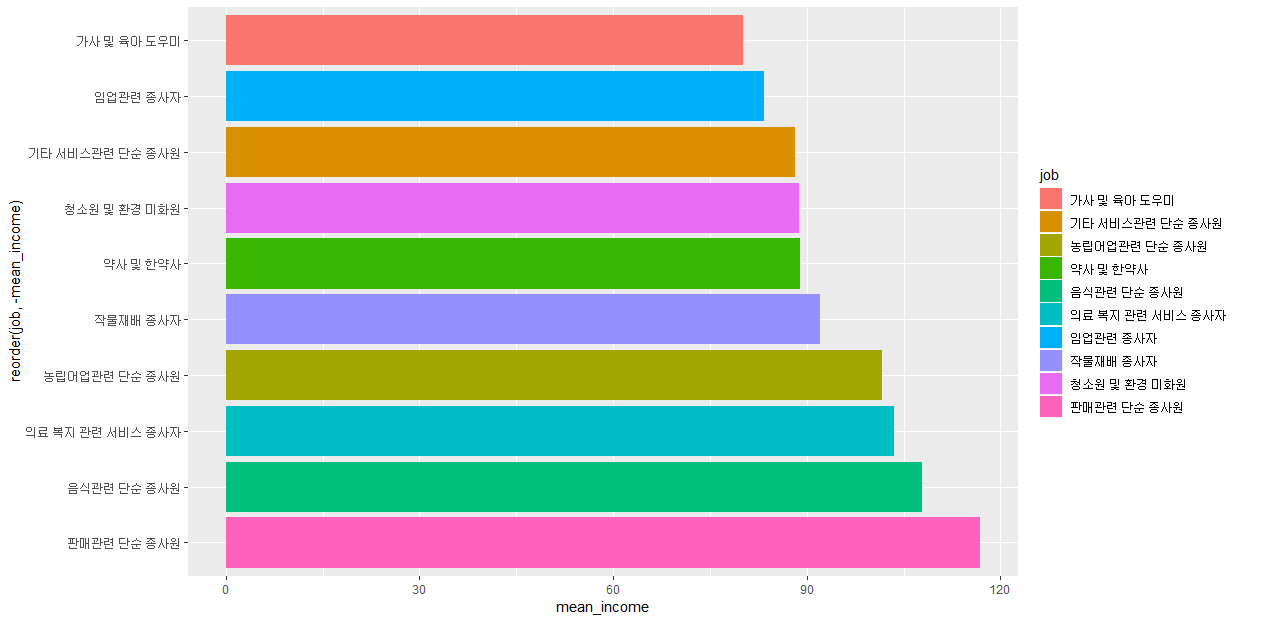 가사 및 육아 도우미
임업관련 종사자
기타 서비스관련 단순 종사원
청소원 및 환경 미화원
약사 및 한약사
작물재배 종사자
농림어업관련 단순 종사원
의료 복지 관련 서비스 종사자
음식관련 단순 종사원
판매관련 단순 종사원
reorder(job, -mean_income)
0 30 60 90 120
mean_income
job
가사 및 육아 도우미
기타 서비스관련 단순 종사원
농림어업관련 단순 종사원
약사 및 한약사
음식관련 단순 종사원
의료 복지 관련 서비스 종사자
임업관련 종사자
작물재배 종사자
청소원 및 환경 미화원
판매관련 단순 종사원